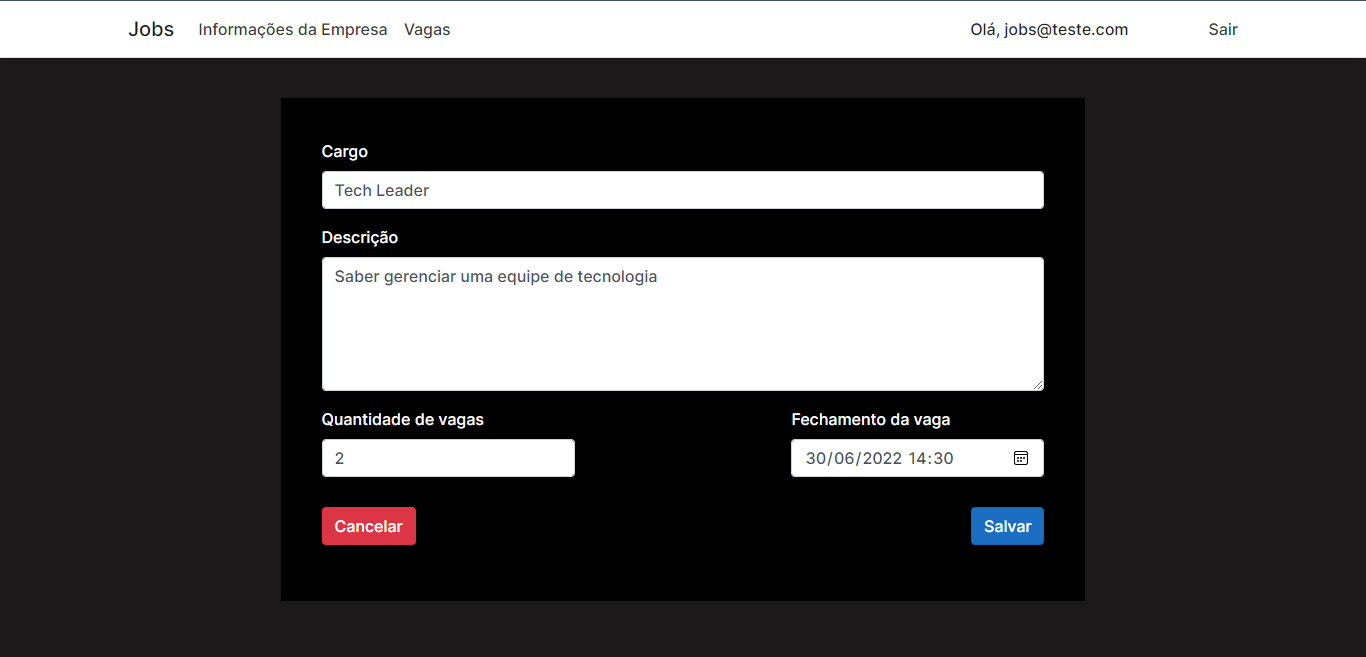 Jobs Informações da Empresa Vagas Olá, jobs@teste.com Sair
Cargo
Tech Leader
Descrição
Saber gerenciar uma equipe de tecnologia
Quantidade de vagas Fechamento da vaga
2 30/06/2022 14:30
Cancelar Salvar